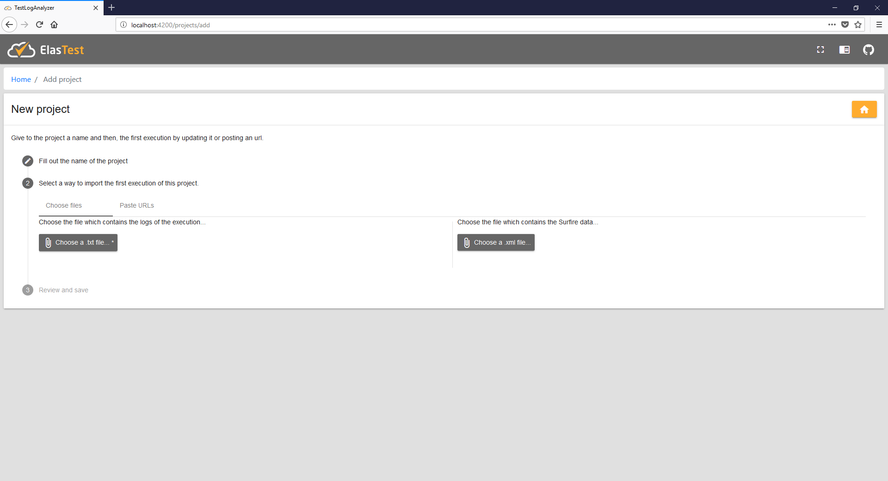 TestLogAnalyzer
localhost:4200/projects/add
ElasTest
Home / Add project
New project
Give to the project a name and then, the first execution by updating it or posting an url.
Fill out the name of the project
2 Select a way to import the first execution of this project.
Choose files Paste URLs
Choose the file which contains the logs of the execution...
Choose a .txt file... *
Choose the file which contains the Surfire data...
Choose a .xml file...
3 Review and save